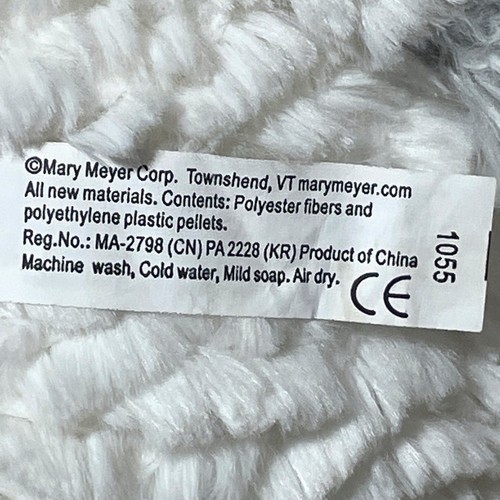 ©Mary Meyer Corp. Townshend, VT marymeyer.com
All new materials. Contents: Polyester fibers and
polyethylene plastic pellets.
Reg.No.: MA-2798 (CN) PA 2228 (KR) Product of China
Machine wash, Cold water, Mild soap. Air dry. CE
1055